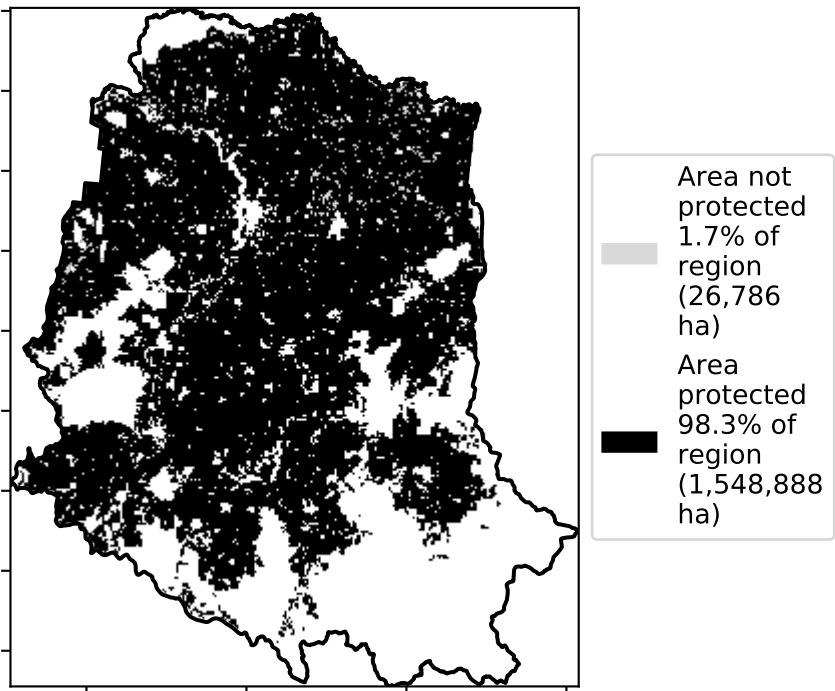 Area not
protected
1.7% of
region
(26,786
ha)
Area
protected
98.3% of
region
(1,548,888
ha)